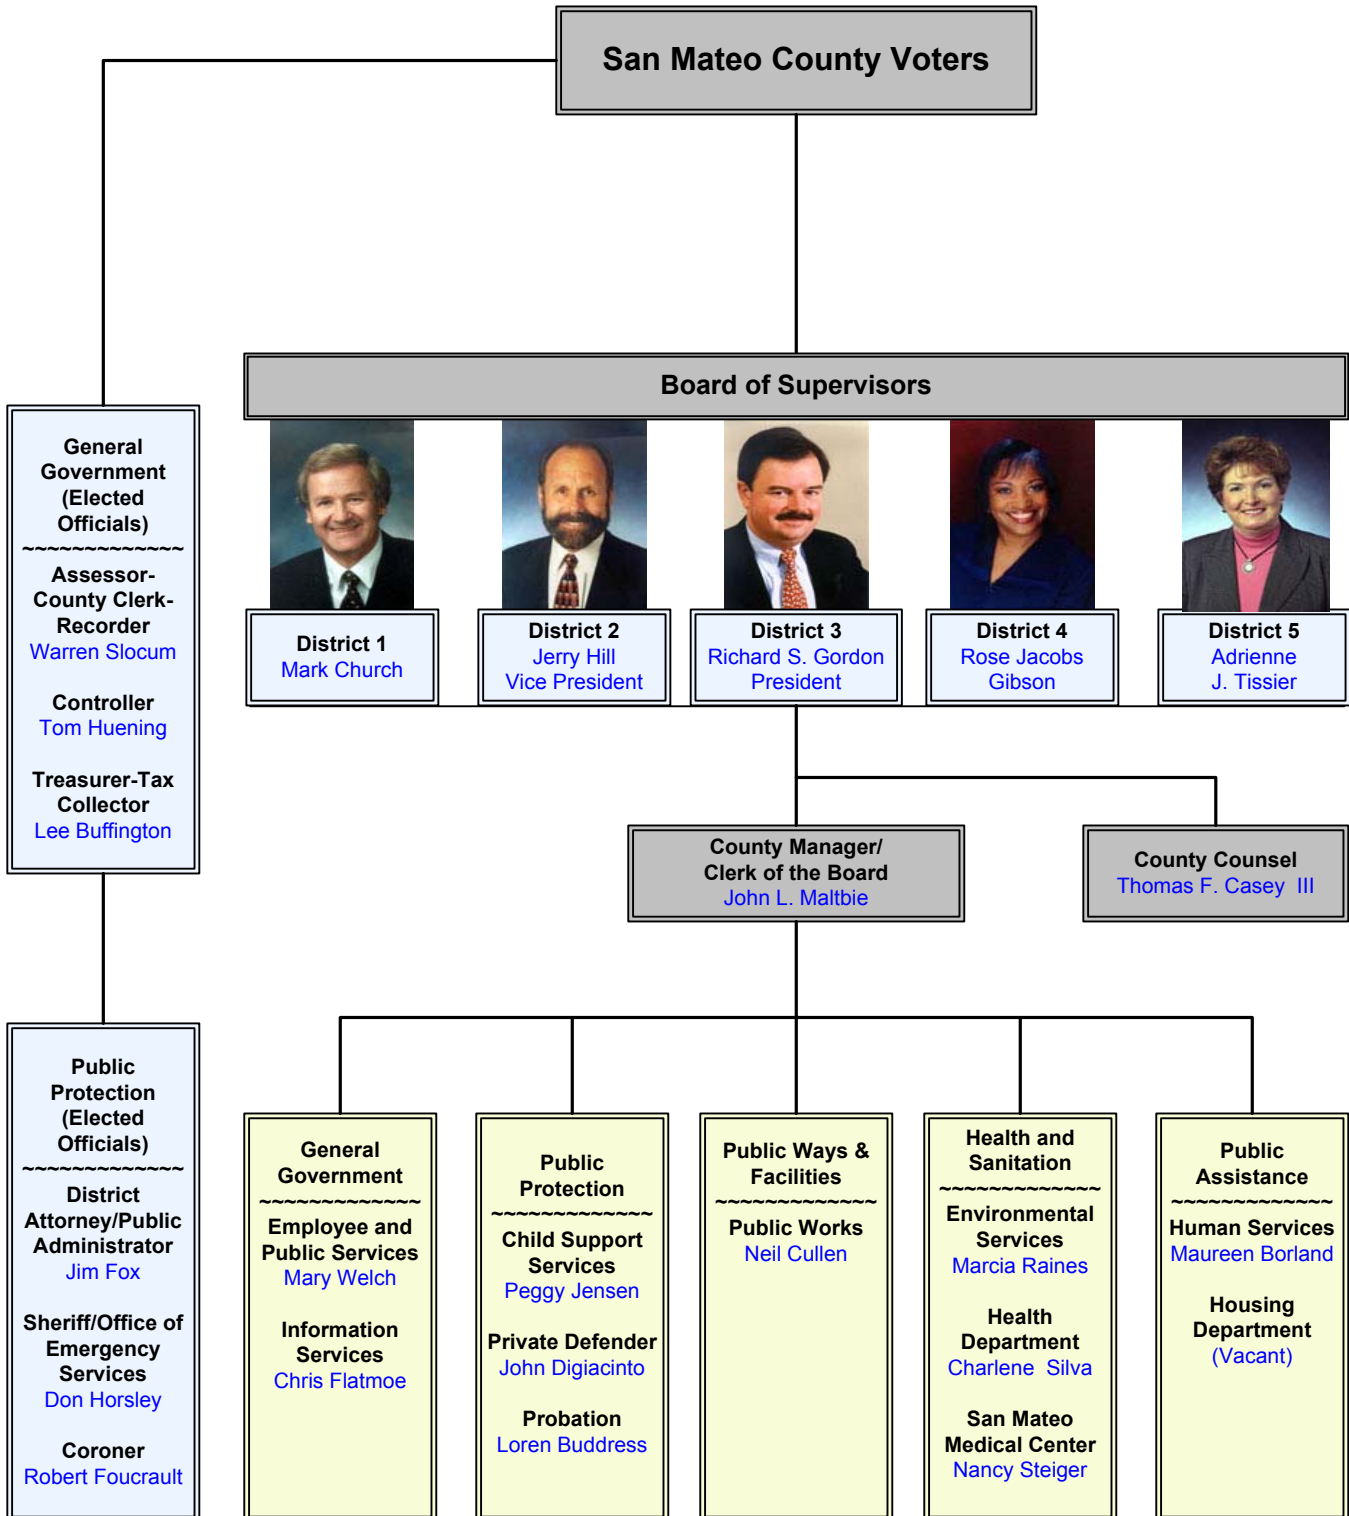 San Mateo County Voters
Board of Supervisors
District 1
Mark Church
District 2
Jerry Hill
Vice President
District 3
Richard S. Gordon
President
District 4
Rose Jacobs
Gibson
District 5
Adrienne
J. Tissier
General
Government
(Elected
Officials)
~~~~~~~~~~~~~
Assessor-
County Clerk-
Recorder
Warren Slocum
Controller
Tom Huening
Treasurer-Tax
Collector
Lee Buffington
County Manager/
Clerk of the Board
John L. Maltbie
County Counsel
Thomas F. Casey  III
Public
Protection
(Elected
Officials)
~~~~~~~~~~~~~
District
Attorney/Public
Administrator
Jim Fox
Sheriff/Office of
Emergency
Services
Don Horsley
Coroner
Robert Foucrault
General
Government
~~~~~~~~~~~~~
Employee and
Public Services
Mary Welch
Information
Services
Chris Flatmoe
Public
Protection
~~~~~~~~~~~~~
Child Support
Services
Peggy Jensen
Private Defender
John Digiacinto
Probation
Loren Buddress
Public Ways &
Facilities
~~~~~~~~~~~~~
Public Works
Neil Cullen
Health and
Sanitation
~~~~~~~~~~~~~
Environmental
Services
Marcia Raines
Health
Department
Charlene  Silva
San Mateo
Medical Center
Nancy Steiger
Public
Assistance
~~~~~~~~~~~~~
Human Services
Maureen Borland
Housing
Department
(Vacant)